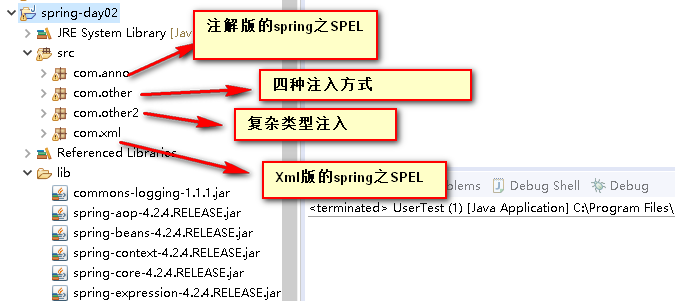 spring-day02
JRE System Library [Jav
src
com.anno
com.other
com.other2
com.xml
Referenced Libraries
lib
commons-logging-1.1.1.jar
spring-aop-4.2.4.RELEASE.jar
spring-beans-4.2.4.RELEASE.jar
spring-context-4.2.4.RELEASE.jar
spring-core-4.2.4.RELEASE.jar
spring-expression-4.2.4.RELEASE.jar
注解版的spring之SPEL
四种注入方式
复杂类型注入
Xml版的spring之SPEL
oblems Debug Shell Debug
<terminated> UserTest (1) [Java Application] C:\Program Files\